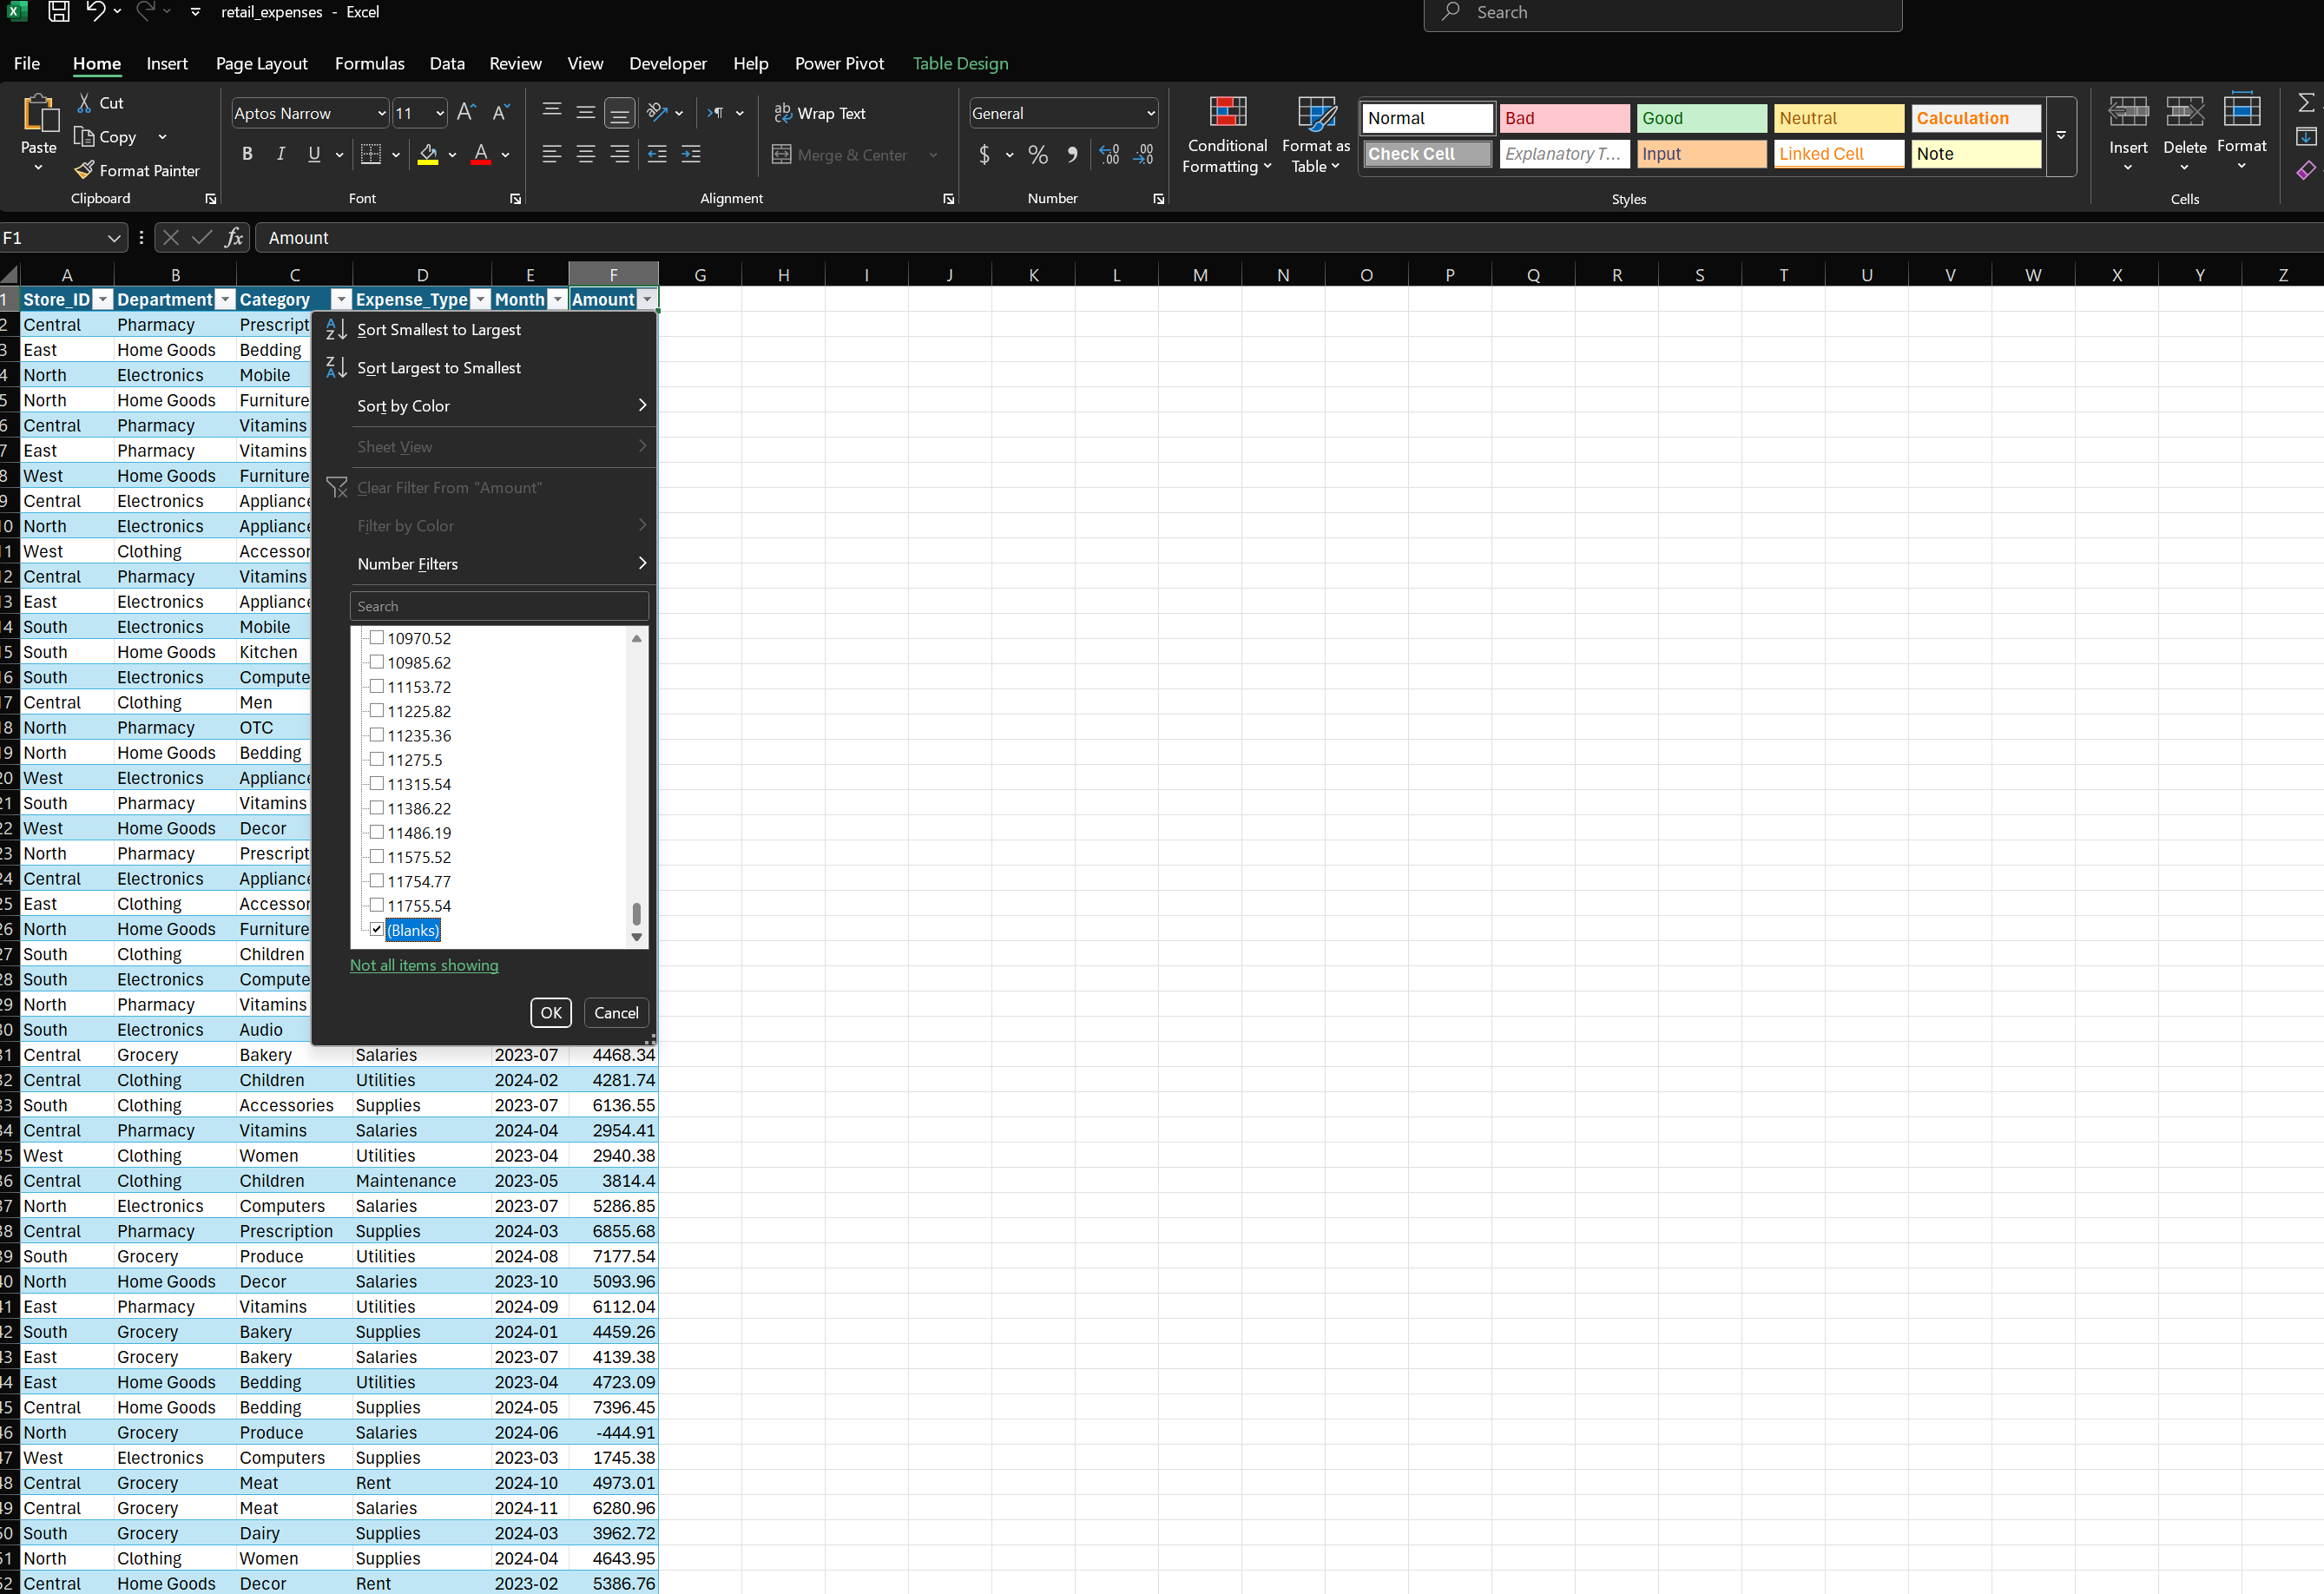 retail_expenses - Excel
Search
File Home Insert Page Layout Formulas Data Review View Developer Help Power Pivot Table Design
Paste
Cut
Copy
Format Painter
Clipboard
Aptos Narrow 11
B I U
Font
Wrap Text
Merge & Center
Alignment
General
$ % ,
Number
Conditional Formatting
Format as Table
Normal Bad Good Neutral Calculation
Check Cell Explanatory T... Input Linked Cell Note
Styles
Insert Delete Format
Cells
F1 fx Amount
A B C D E F G H I J K L M N O P Q R S T U V W X Y Z
1 Store_ID Department Category Expense_Type Month Amount
2 Central Pharmacy Prescript
3 East Home Goods Bedding
4 North Electronics Mobile
5 North Home Goods Furniture
6 Central Pharmacy Vitamins
7 East Pharmacy Vitamins
8 West Home Goods Furniture
9 Central Electronics Applianc
10 North Electronics Applianc
11 West Clothing Accessor
12 Central Pharmacy Vitamins
13 East Electronics Applianc
14 South Electronics Mobile
15 South Home Goods Kitchen
16 South Electronics Compute
17 Central Clothing Men
18 North Pharmacy OTC
19 North Home Goods Bedding
20 West Electronics Applianc
21 South Pharmacy Vitamins
22 West Home Goods Decor
23 North Pharmacy Prescript
24 Central Electronics Applianc
25 East Clothing Accessor
26 North Home Goods Furniture
27 South Clothing Children
28 South Electronics Compute
29 North Pharmacy Vitamins
30 South Electronics Audio
Sort Smallest to Largest
Sort Largest to Smallest
Sort by Color
Sheet View
Clear Filter From "Amount"
Filter by Color
Number Filters
Search
10970.52
10985.62
11153.72
11225.82
11235.36
11275.5
11315.54
11386.22
11486.19
11575.52
11754.77
11755.54
(Blanks)
Not all items showing
OK Cancel
31 Central Grocery Bakery Salaries 2023-07 4468.34
32 Central Clothing Children Utilities 2024-02 4281.74
33 South Clothing Accessories Supplies 2023-07 6136.55
34 Central Pharmacy Vitamins Salaries 2024-04 2954.41
35 West Clothing Women Utilities 2023-04 2940.38
36 Central Clothing Children Maintenance 2023-05 3814.4
37 North Electronics Computers Salaries 2023-07 5286.85
38 Central Pharmacy Prescription Supplies 2024-03 6855.68
39 South Grocery Produce Utilities 2024-08 7177.54
40 North Home Goods Decor Salaries 2023-10 5093.96
41 East Pharmacy Vitamins Utilities 2024-09 6112.04
42 South Grocery Bakery Supplies 2024-01 4459.26
43 East Grocery Bakery Salaries 2023-07 4139.38
44 East Home Goods Bedding Utilities 2023-04 4723.09
45 Central Home Goods Bedding Supplies 2024-05 7396.45
46 North Grocery Produce Salaries 2024-06 -444.91
47 West Electronics Computers Supplies 2023-03 1745.38
48 Central Grocery Meat Rent 2024-10 4973.01
49 Central Grocery Meat Salaries 2024-11 6280.96
50 South Grocery Dairy Supplies 2024-03 3962.72
51 North Clothing Women Supplies 2024-04 4643.95
52 Central Home Goods Decor Rent 2023-02 5386.76